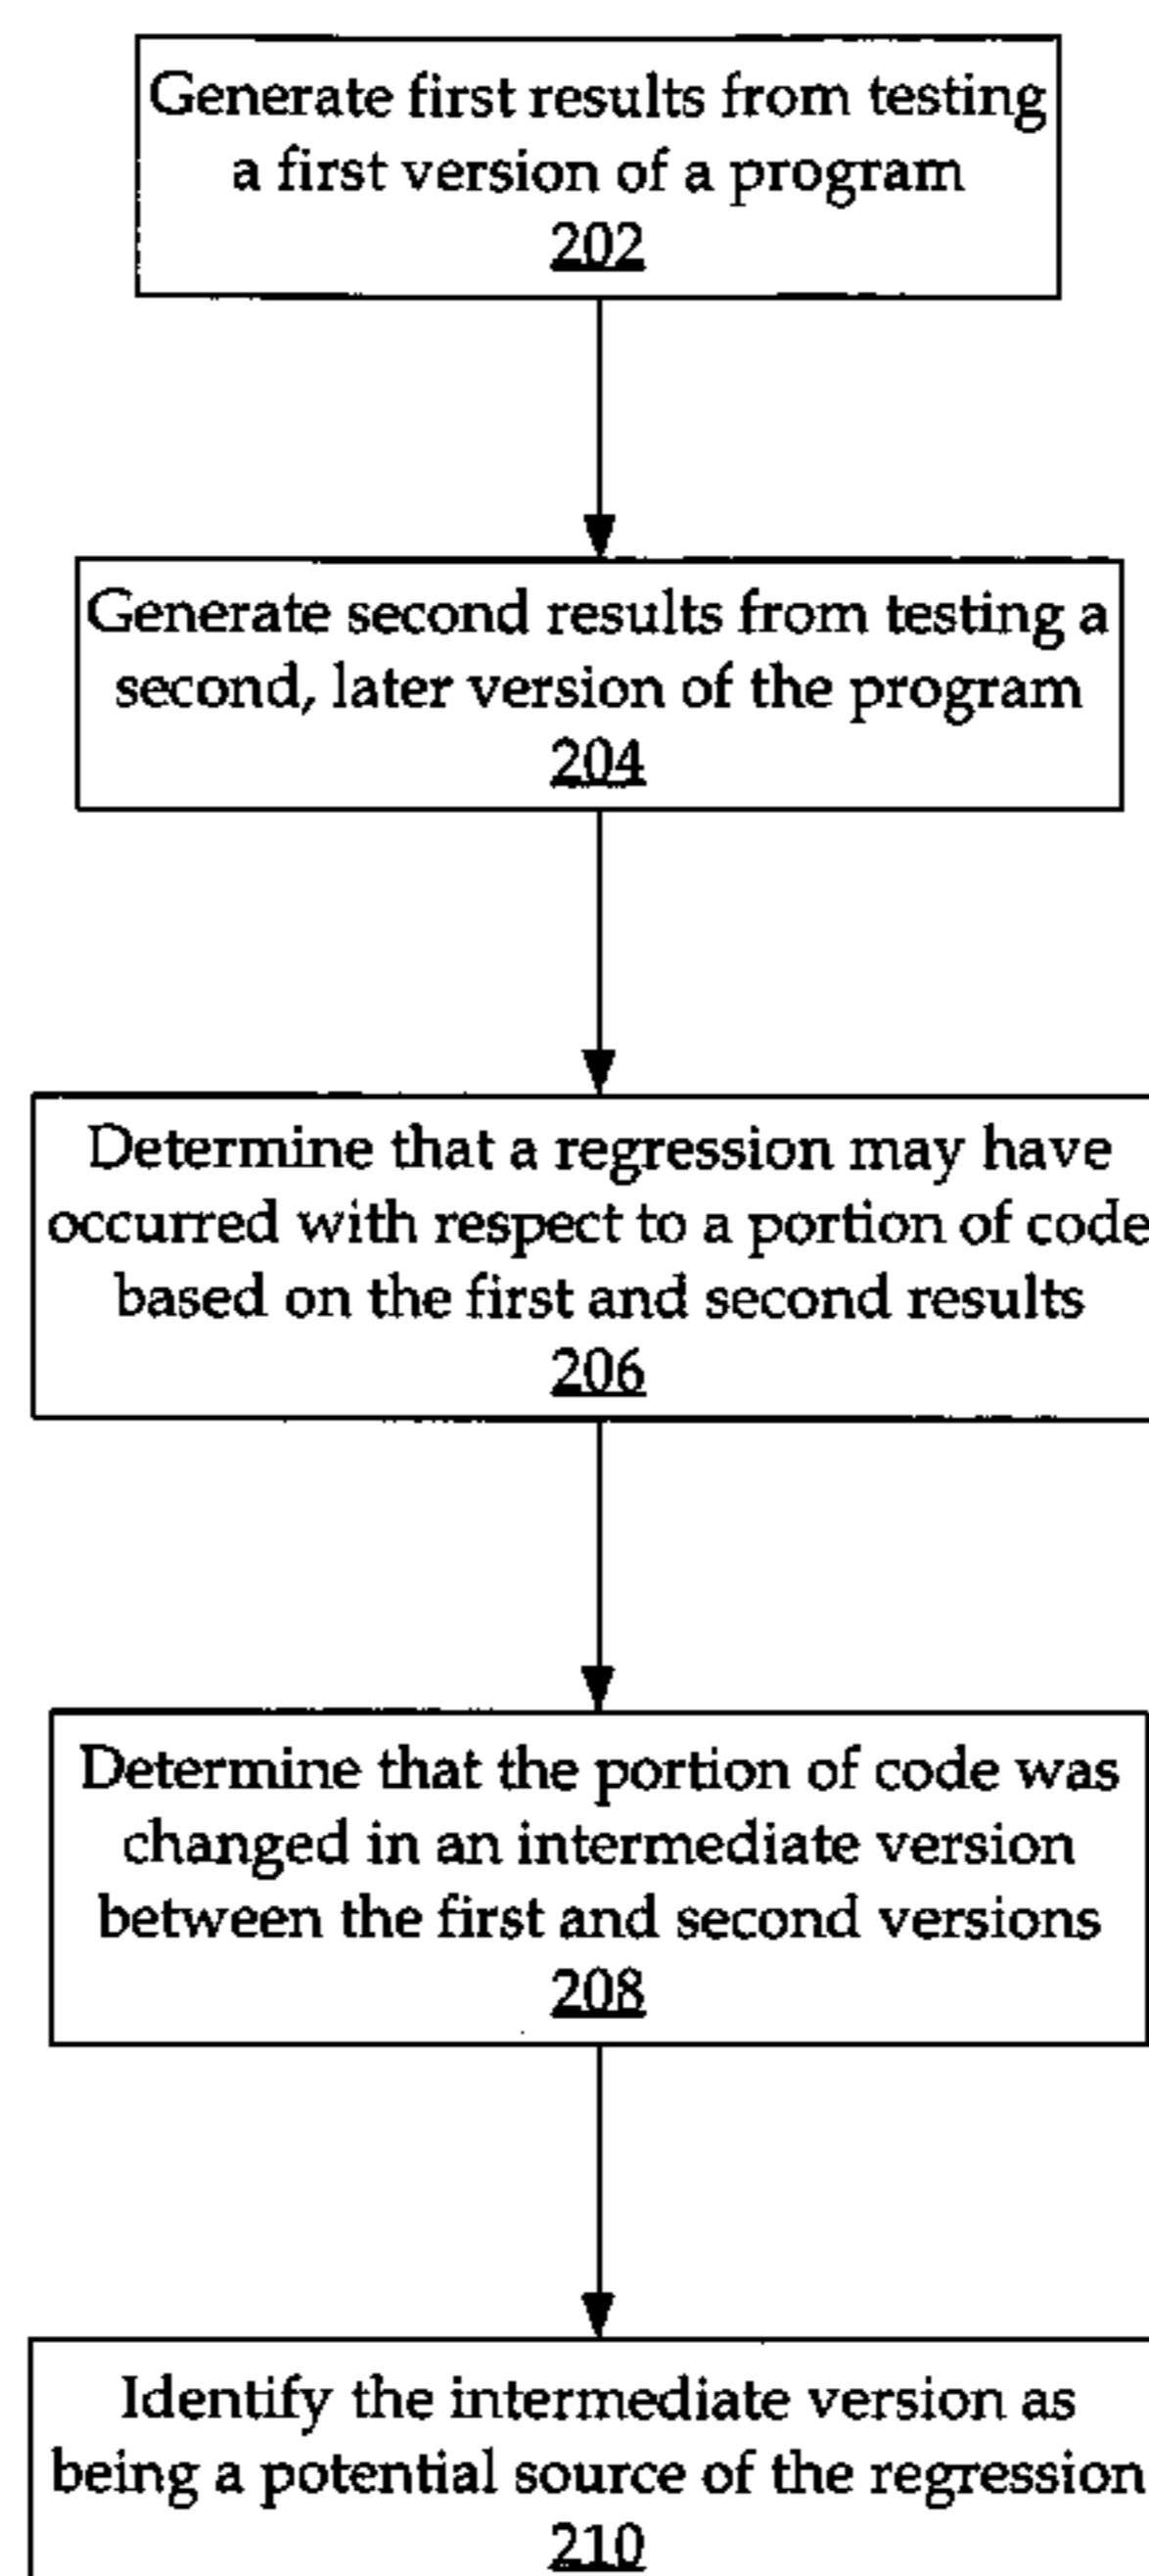 Generate first results from testing
a first version of a program
202
Generate second results from testing a
second, later version of the program
204
Determine that a regression may have
occurred with respect to a portion of code
based on the first and second results
206
Determine that the portion of code was
changed in an intermediate version
between the first and second versions
208
Identify the intermediate version as
being a potential source of the regression
210